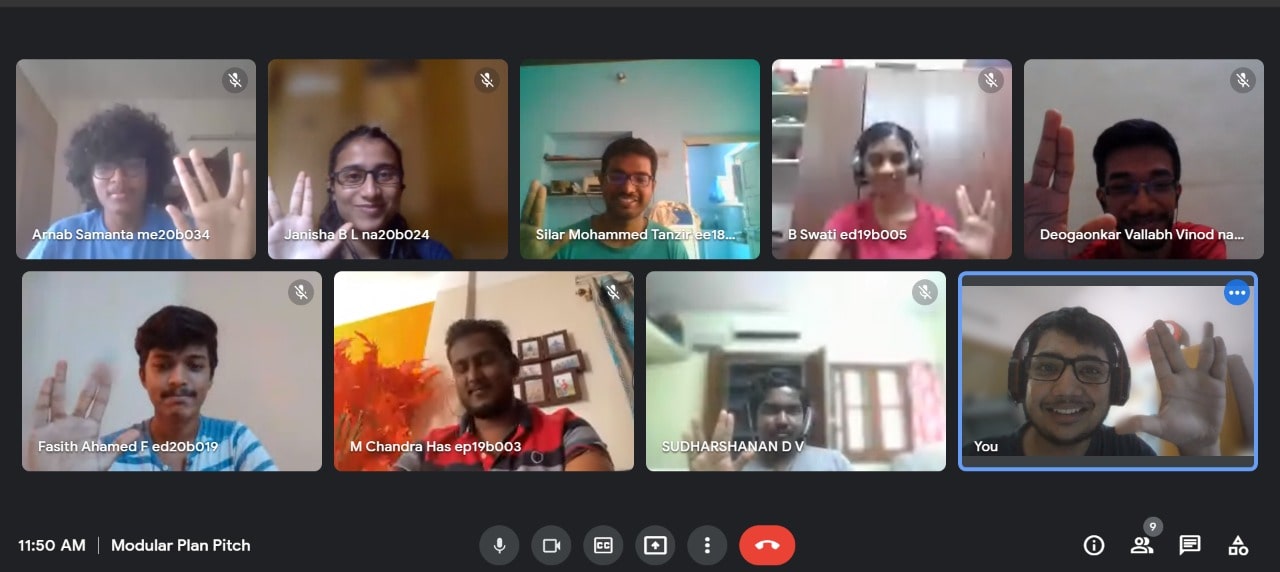 Arnab Samanta me20b034
Janisha B L na20b024
Silar Mohammed Tanzir ee18...
B Swati ed19b005
Deogaonkar Vallabh Vinod na...
Fasith Ahamed F ed20b019
M Chandra Has ep19b003
SUDHARSHANAN D V
You
11:50 AM | Modular Plan Pitch
CC
9